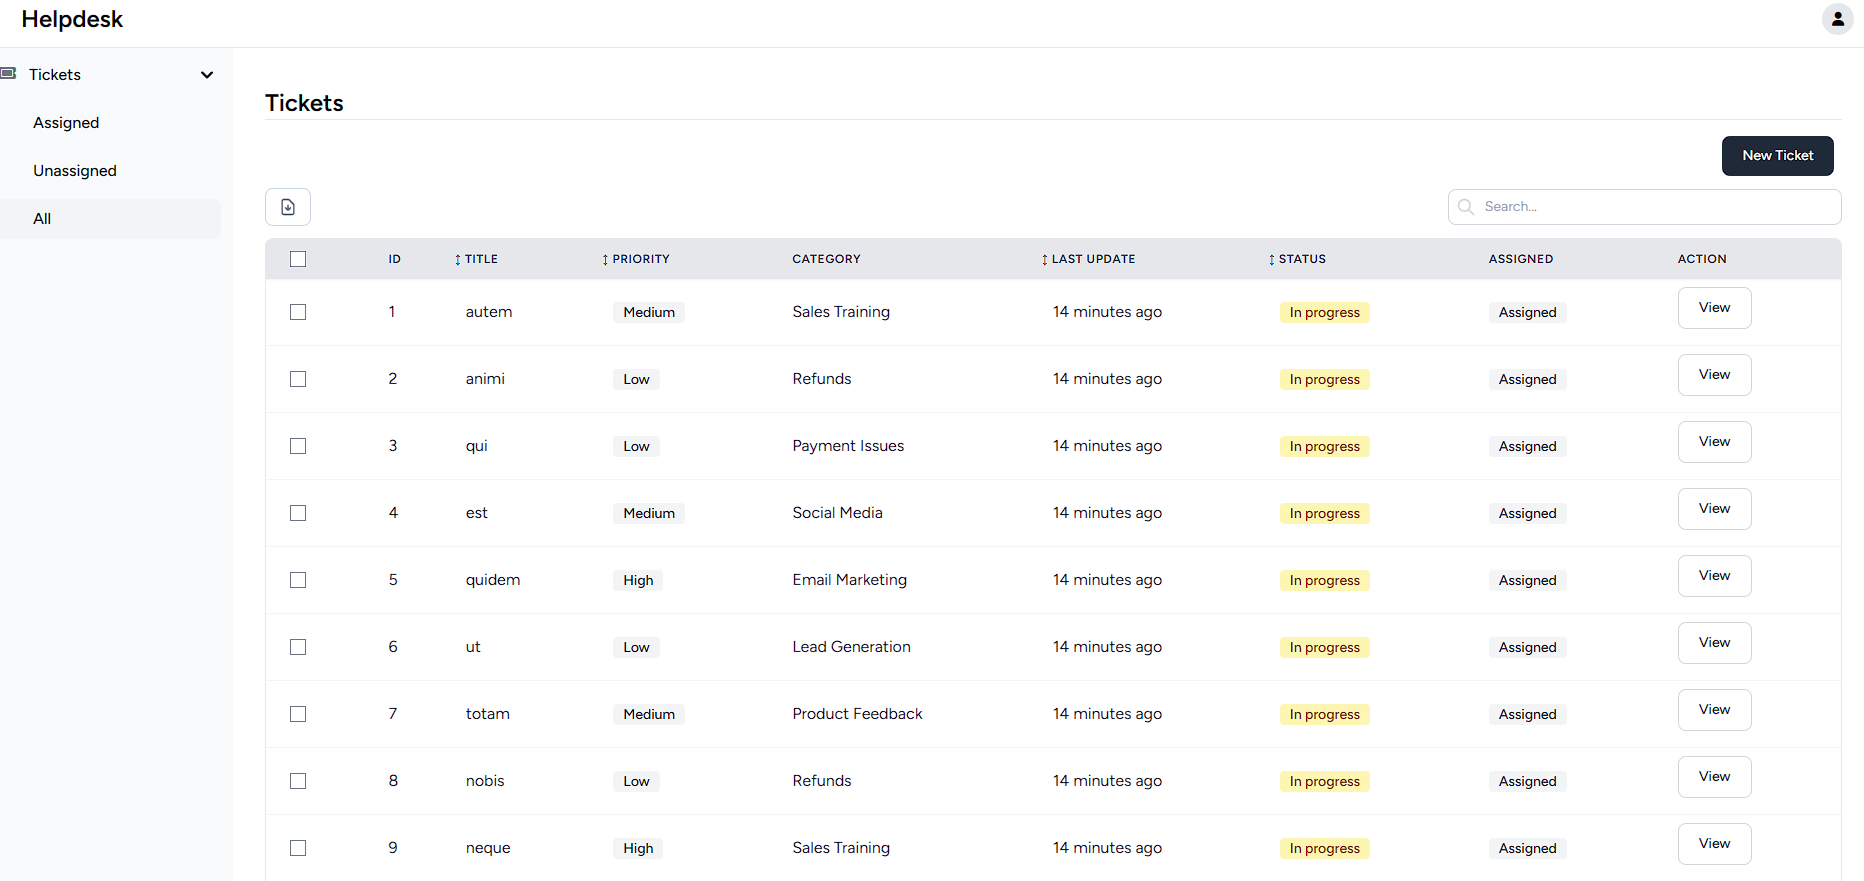 Helpdesk
Tickets
Assigned
Unassigned
All
Tickets
New Ticket
Search...
ID TITLE PRIORITY CATEGORY LAST UPDATE STATUS ASSIGNED ACTION
1 autem Medium Sales Training 14 minutes ago In progress Assigned View
2 animi Low Refunds 14 minutes ago In progress Assigned View
3 qui Low Payment Issues 14 minutes ago In progress Assigned View
4 est Medium Social Media 14 minutes ago In progress Assigned View
5 quidem High Email Marketing 14 minutes ago In progress Assigned View
6 ut Low Lead Generation 14 minutes ago In progress Assigned View
7 totam Medium Product Feedback 14 minutes ago In progress Assigned View
8 nobis Low Refunds 14 minutes ago In progress Assigned View
9 neque High Sales Training 14 minutes ago In progress Assigned View